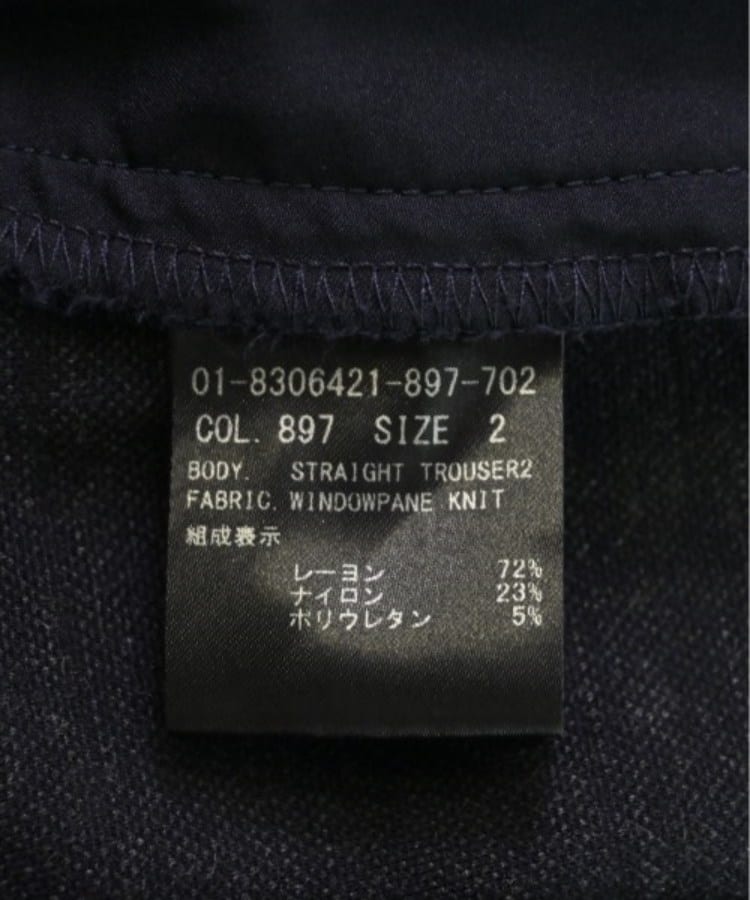 01-8306421-897-702
COL. 897 SIZE 2
BODY. STRAIGHT TROUSER2
FABRIC. WINDOWPANE KNIT
組成表示
レーヨン 72%
ナイロン 23%
ポリウレタン 5%